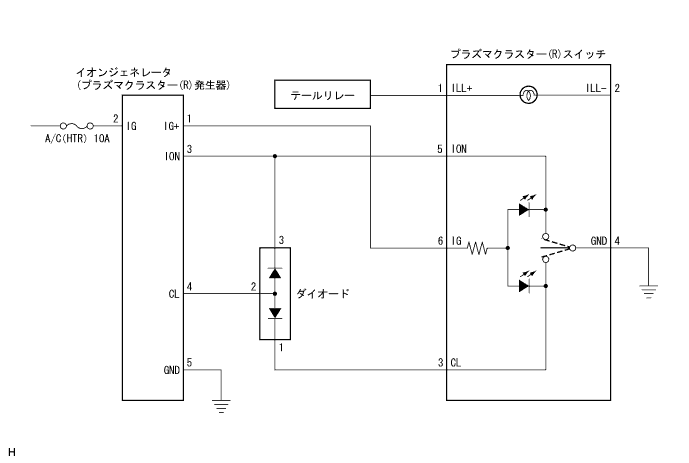 プラズマクラスター(R)スイッチ
イオンジェネレータ
(プラズマクラスター(R)発生器)
テールリレー
1 ILL+
ILL- 2
2 IG
IG+ 1
A/C(HTR) 10A
ION 3
5 ION
3
6 IG
GND 4
CL 4
2
ダイオード
1
GND 5
3 CL
H